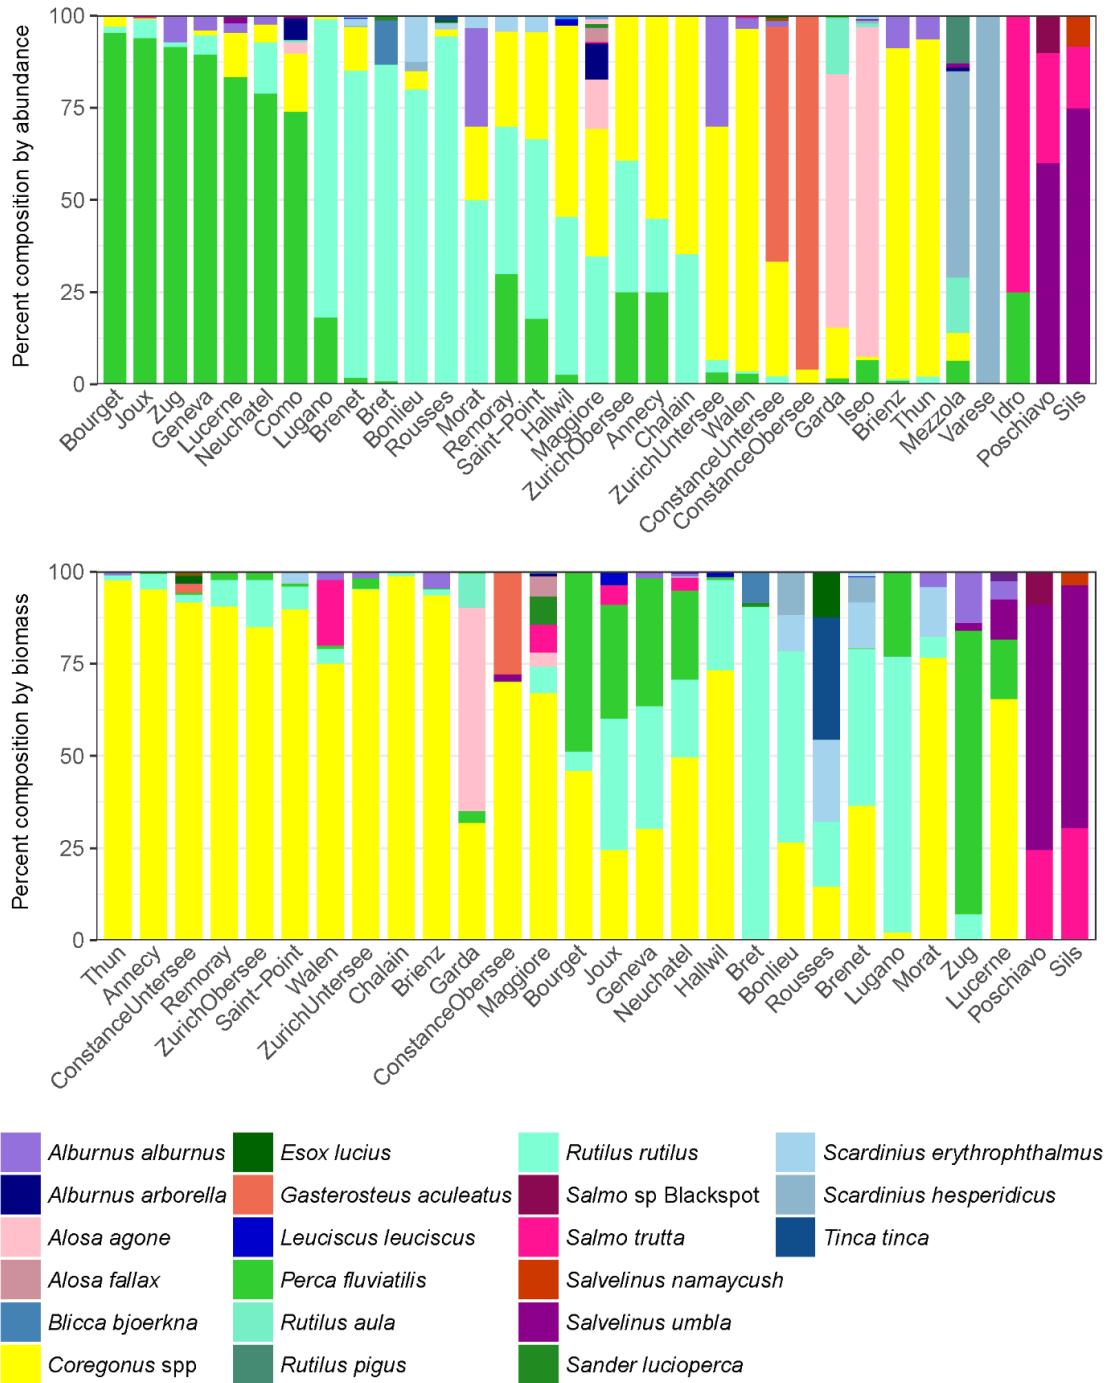 Percent composition by abundance
100
75
50
25
0
Bourget
Joux
Zug
Geneva
Lucerne
Neuchatel
Como
Lugano
Brenet
Bret
Bonlieu
Rousses
Morat
Remoray
Saint-Point
Hallwil
Maggiore
ZurichObersee
Annecy
Chalain
ZurichUntersee
Walen
ConstanceUntersee
ConstanceObersee
Garda
Iseo
Brienz
Thun
Mezzola
Varese
Idro
Poschiavo
Sils
Percent composition by biomass
100
75
50
25
0
Thun
Annecy
ConstanceUntersee
Remoray
ZurichObersee
Saint-Point
Walen
ZurichUntersee
Chalain
Brienz
Garda
ConstanceObersee
Maggiore
Bourget
Joux
Geneva
Neuchatel
Hallwil
Bret
Bonlieu
Rousses
Brenet
Lugano
Morat
Zug
Lucerne
Poschiavo
Sils
Alburnus alburnus
Alburnus arborella
Alosa agone
Alosa fallax
Blicca bjoerkna
Coregonus spp
Esox lucius
Gasterosteus aculeatus
Leuciscus leuciscus
Perca fluviatilis
Rutilus aula
Rutilus pigus
Rutilus rutilus
Salmo sp Blackspot
Salmo trutta
Salvelinus namaycush
Salvelinus umbla
Sander lucioperca
Scardinius erythrophthalmus
Scardinius hesperidicus
Tinca tinca